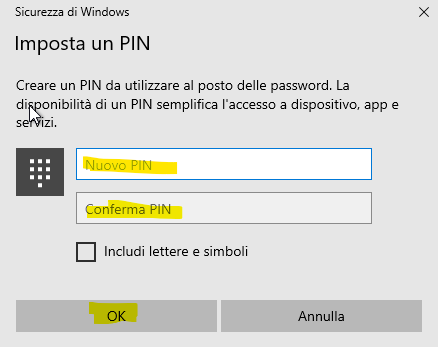 Sicurezza di Windows
Imposta un PIN
Creare un PIN da utilizzare al posto delle password. La
disponibilità di un PIN semplifica l'accesso a dispositivo, app e
servizi.
Nuovo PIN
Conferma PIN
Includi lettere e simboli
OK
Annulla